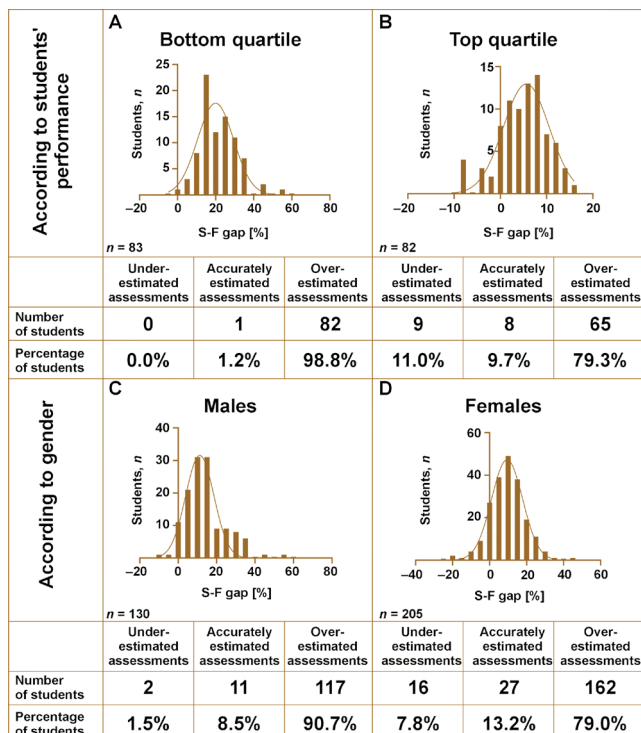 According to students'
performance
A
Bottom quartile
Students, n
25
20
15
10
5
−20
0
20
40
60
80
S-F gap [%]
n = 83
B
Top quartile
Students, n
15
10
5
−20
−10
0
10
20
S-F gap [%]
n = 82
Under-
estimated
assessments
Accurately
estimated
assessments
Over-
estimated
assessments
Under-
estimated
assessments
Accurately
estimated
assessments
Over-
estimated
assessments
Number
of students
0
1
82
9
8
65
Percentage
of students
0.0%
1.2%
98.8%
11.0%
9.7%
79.3%
According to gender
C
Males
Students, n
40
30
20
10
−20
0
20
40
60
80
S-F gap [%]
n = 130
D
Females
Students, n
60
40
20
−40
−20
0
20
40
60
S-F gap [%]
n = 205
Under-
estimated
assessments
Accurately
estimated
assessments
Over-
estimated
assessments
Under-
estimated
assessments
Accurately
estimated
assessments
Over-
estimated
assessments
Number
of students
2
11
117
16
27
162
Percentage
of students
1.5%
8.5%
90.7%
7.8%
13.2%
79.0%